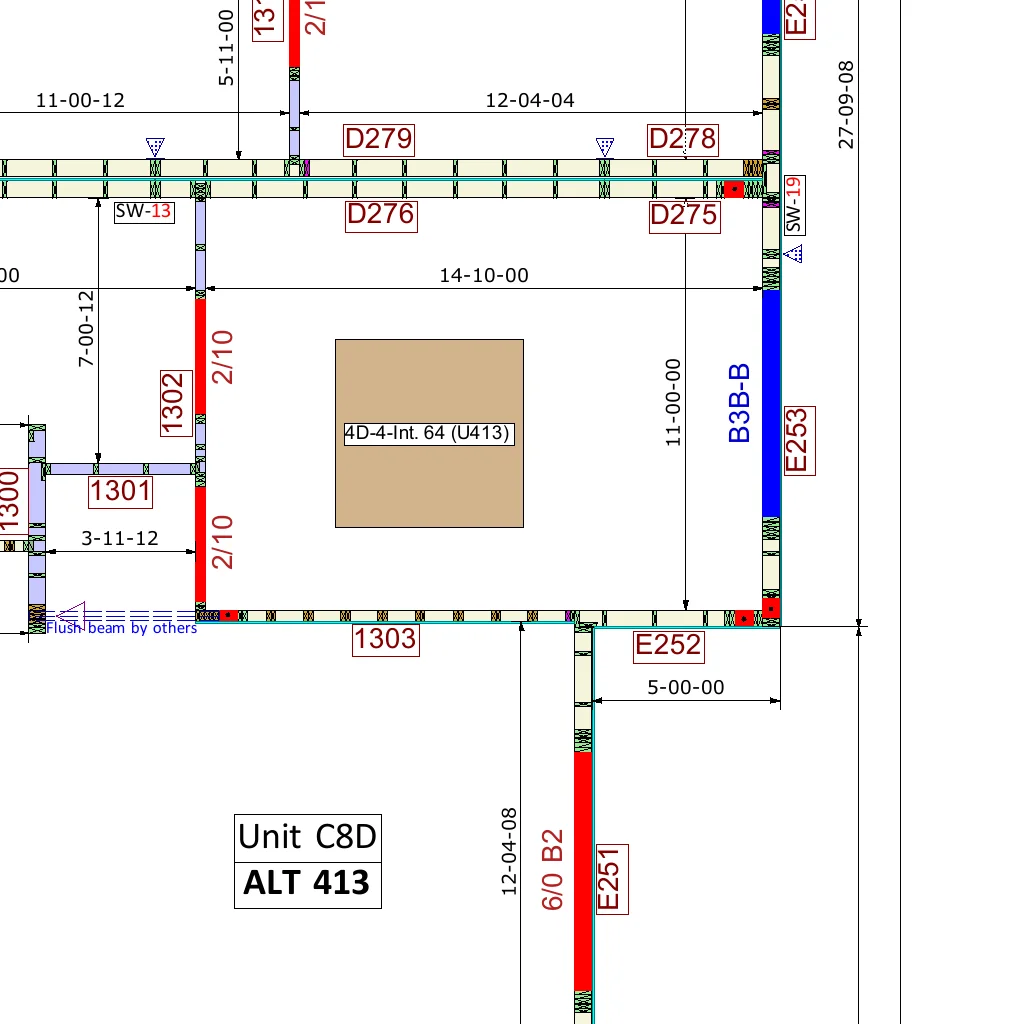 5-11-00
2/1
27-09-08
11-00-12
12-04-04
D279
D278
SW-13
D276
D275
SW-19
00
14-10-00
7-00-12
2/10
1302
11-00-00
B3B-B
E253
4D-4-Int. 64 (U413)
1300
1301
2/10
3-11-12
Flush beam by others
1303
E252
5-00-00
Unit C8D
ALT 413
12-04-08
6/0 B2
E251